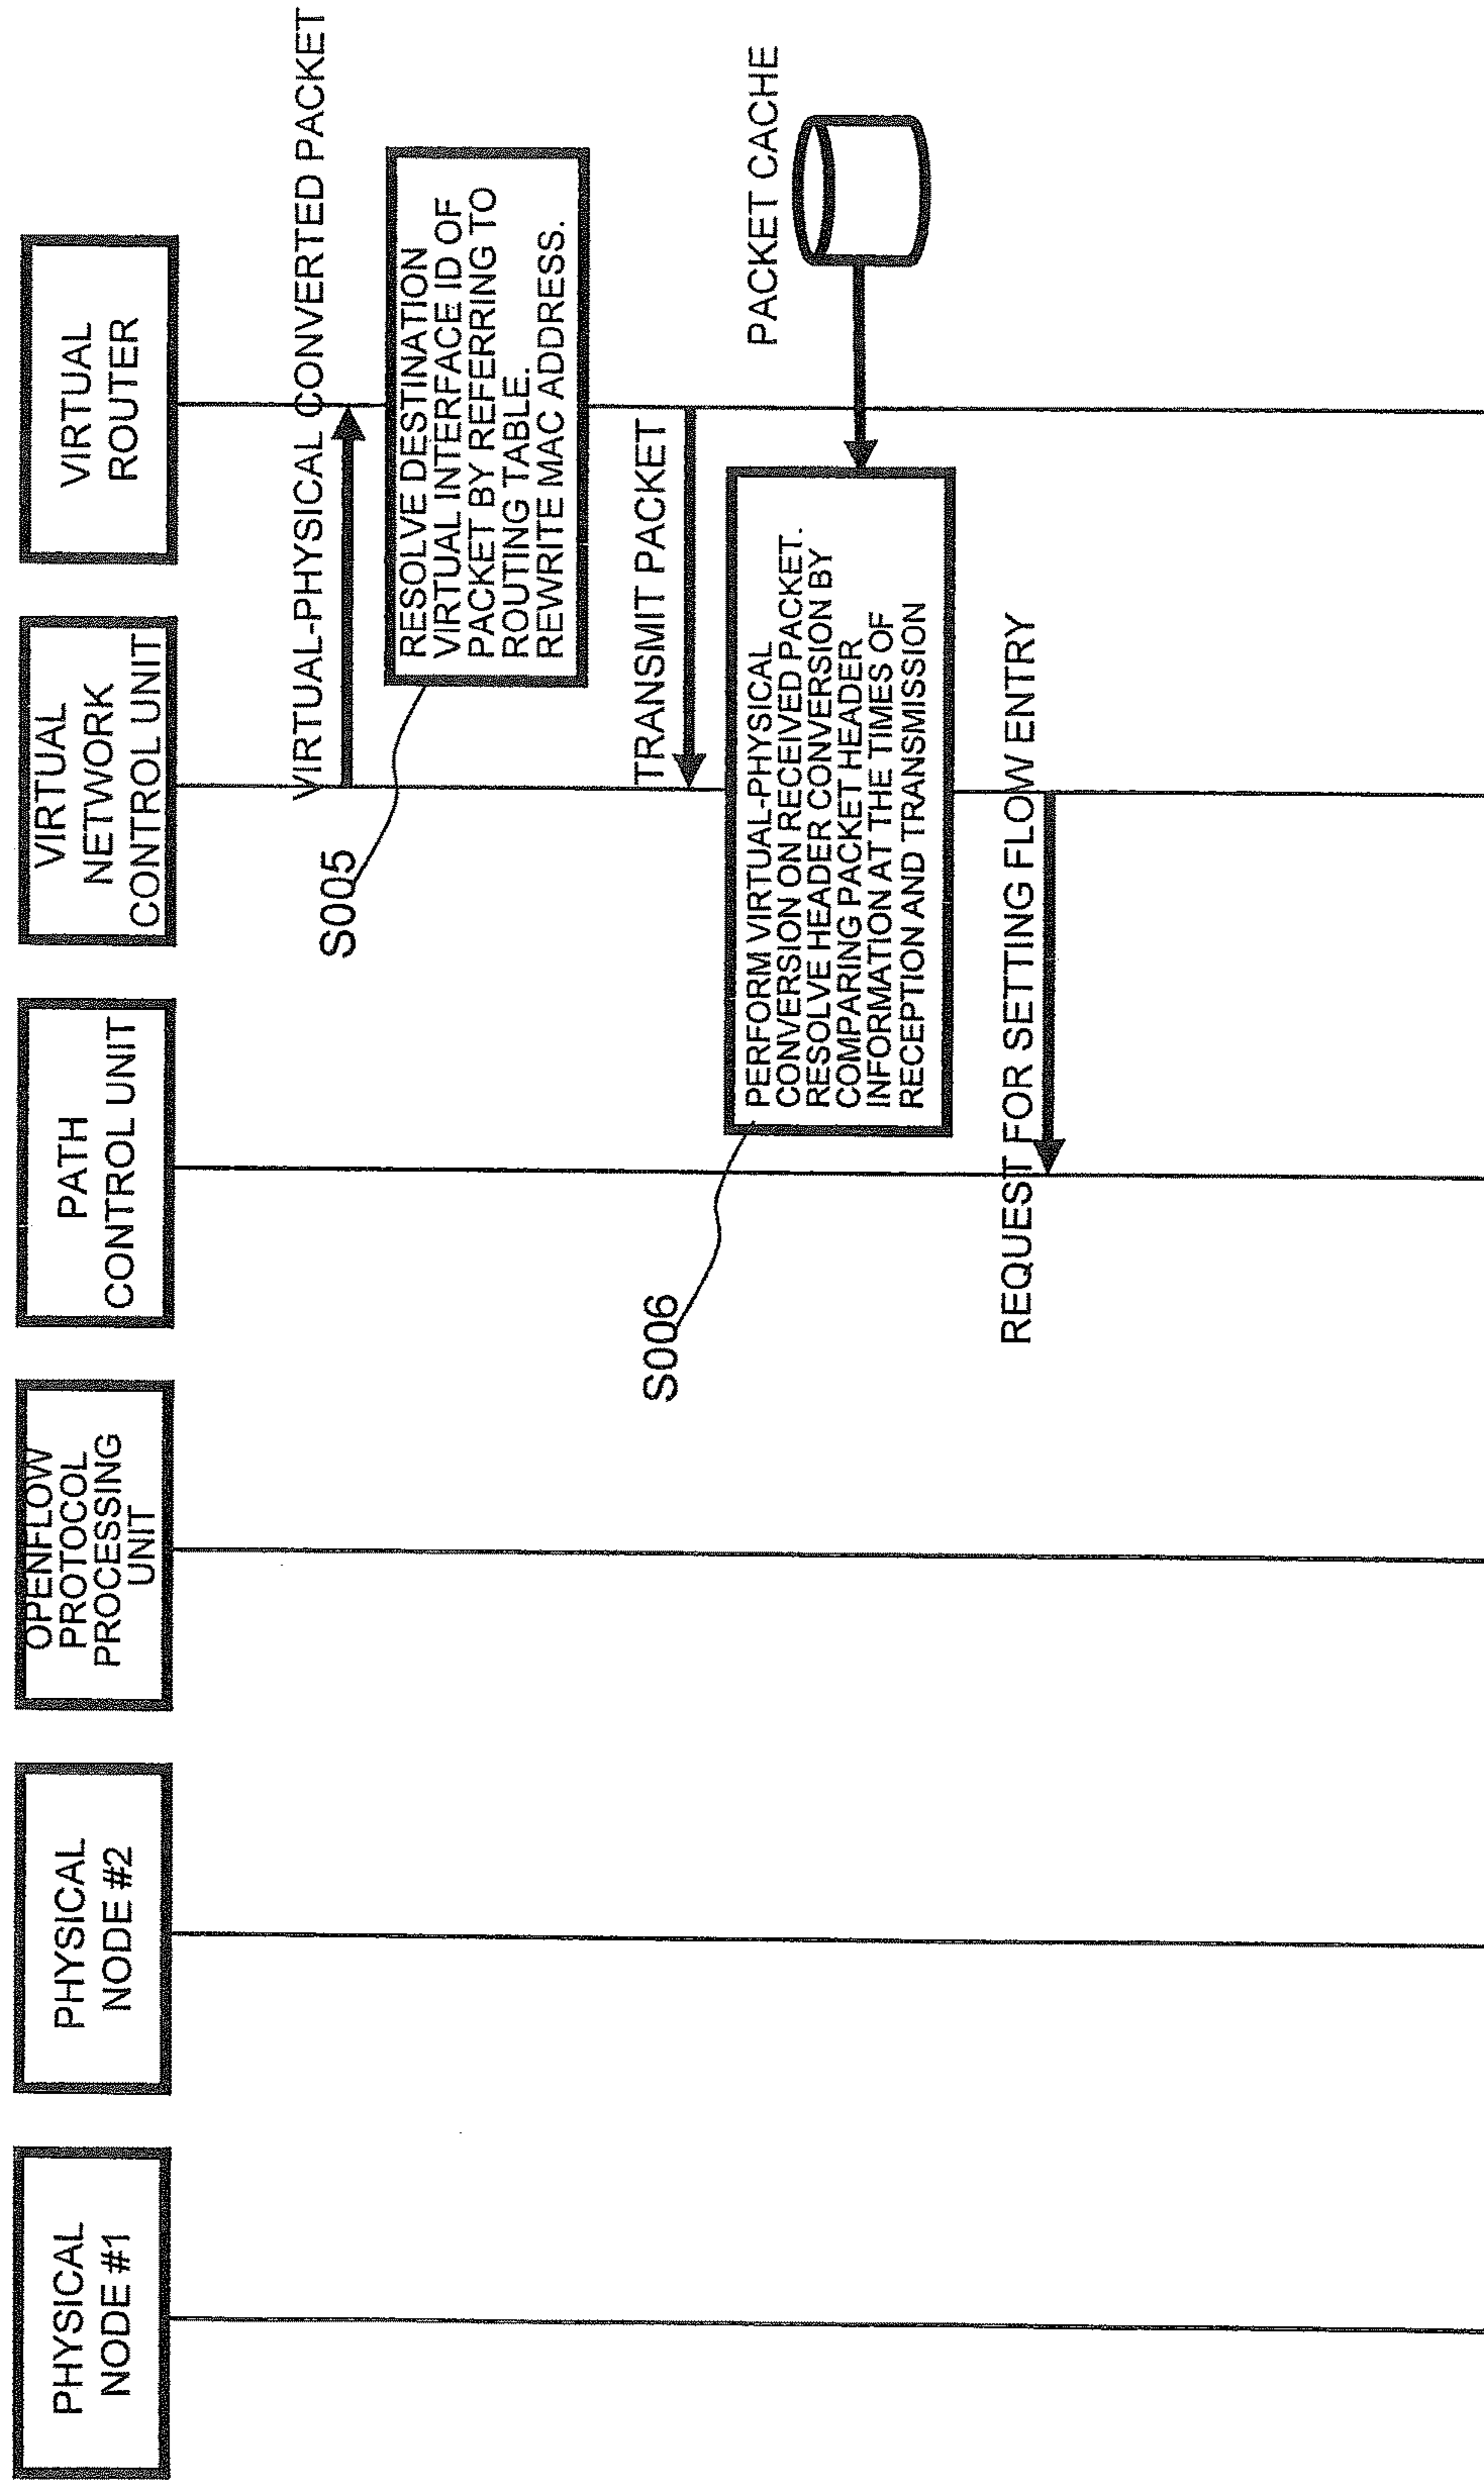 PHYSICAL
NODE #1
PHYSICAL
NODE #2
OPENFLOW
PROTOCOL
PROCESSING
UNIT
PATH
CONTROL UNIT
VIRTUAL
NETWORK
CONTROL UNIT
VIRTUAL
ROUTER
VIRTUAL-PHYSICAL CONVERTED PACKET
S005
RESOLVE DESTINATION
VIRTUAL INTERFACE ID OF
PACKET BY REFERRING TO
ROUTING TABLE.
REWRITE MAC ADDRESS.
TRANSMIT PACKET
PACKET CACHE
S006
PERFORM VIRTUAL-PHYSICAL
CONVERSION ON RECEIVED PACKET.
RESOLVE HEADER CONVERSION BY
COMPARING PACKET HEADER
INFORMATION AT THE TIMES OF
RECEPTION AND TRANSMISSION
REQUEST FOR SETTING FLOW ENTRY